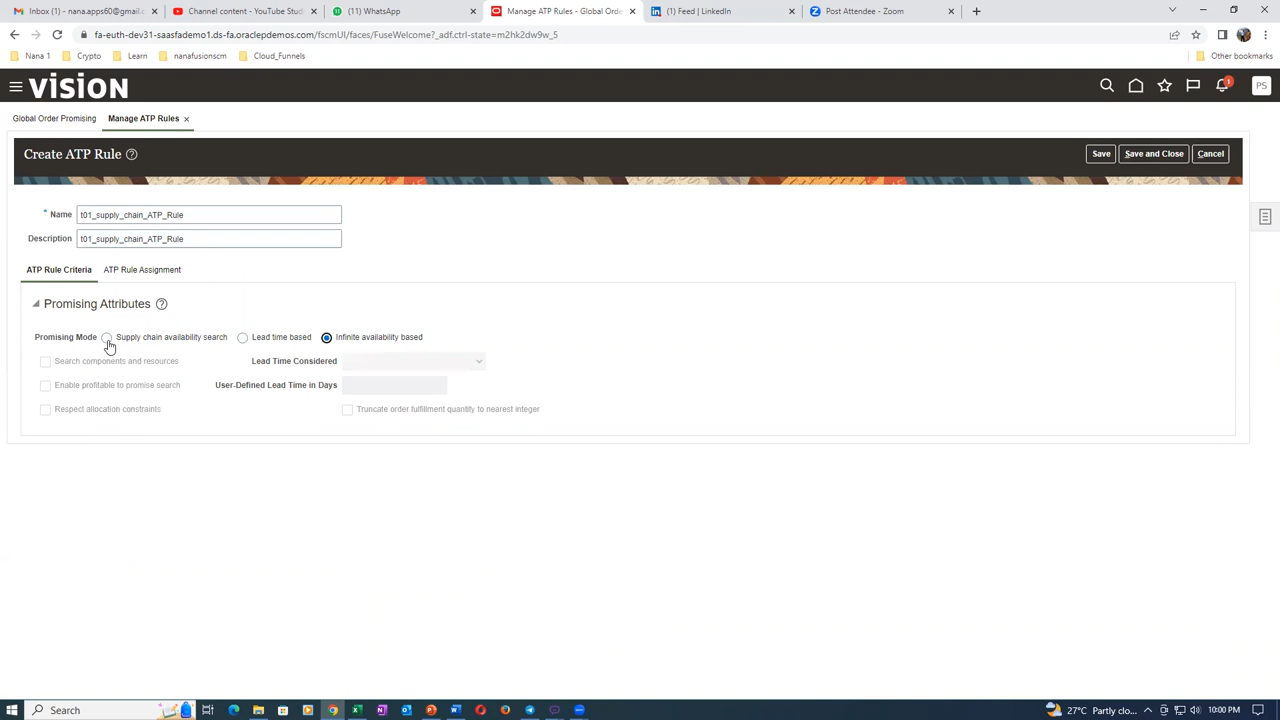 Inbox (1) - nana.apps60@gmail.c
Channel content - YouTube Stud
(11) WhatsApp
Manage ATP Rules - Global Orde
(1) Feed | LinkedIn
Post Attendee - Zoom
fa-euth-dev31-saasfademo1.ds-fa.oraclepdemos.com/fscmUI/faces/FuseWelcome?_adf.ctrl-state=m2hk2dw9w_5
Nana 1
Crypto
Learn
nanafusionscm
Cloud_Funnels
Other bookmarks
VISION
1
PS
Global Order Promising
Manage ATP Rules
Create ATP Rule
Save
Save and Close
Cancel
* Name t01_supply_chain_ATP_Rule
Description t01_supply_chain_ATP_Rule
ATP Rule Criteria
ATP Rule Assignment
Promising Attributes
Promising Mode Supply chain availability search Lead time based Infinite availability based
Search components and resources
Lead Time Considered
Enable profitable to promise search
User-Defined Lead Time in Days
Respect allocation constraints
Truncate order fulfillment quantity to nearest integer
Search
27°C Partly clo...
10:00 PM